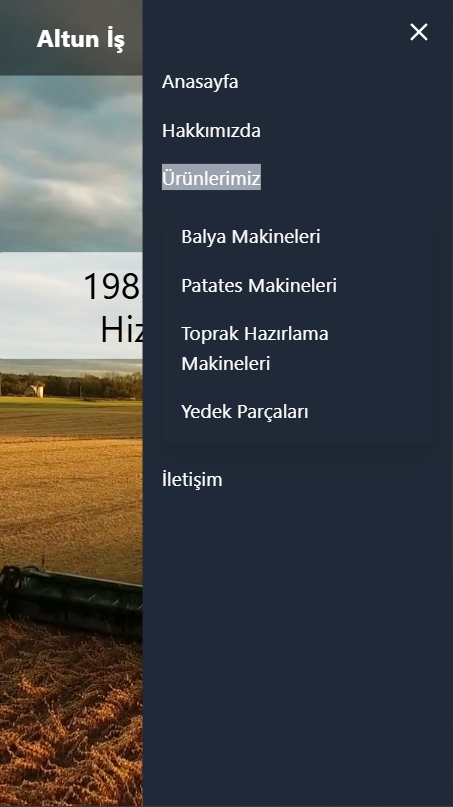 Altun İş
Anasayfa
Hakkımızda
Ürünlerimiz
Balya Makineleri
Patates Makineleri
Toprak Hazırlama
Makineleri
Yedek Parçaları
İletişim
198
Hiz